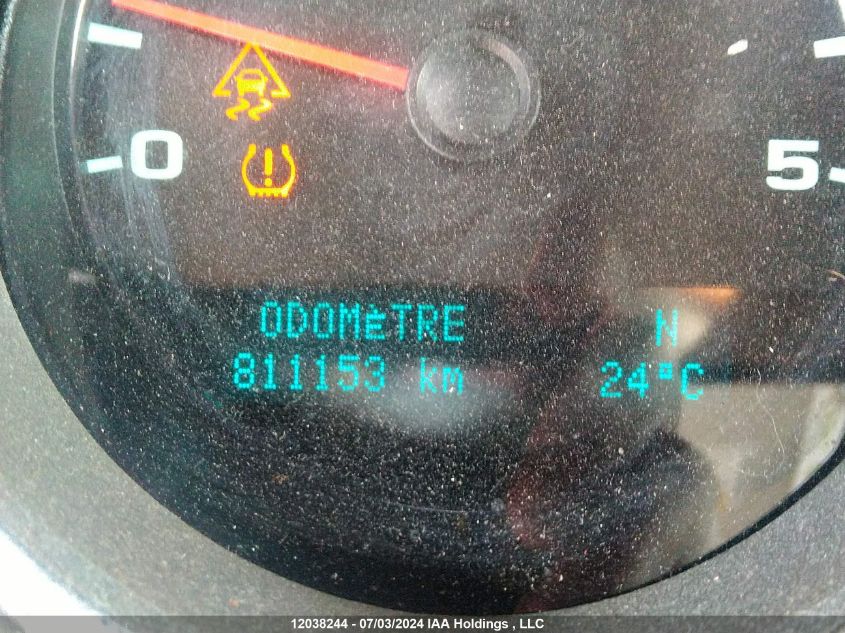 0
5
ODOMÈTRE
N
811153 km
24°C
12038244 - 07/03/2024 IAA Holdings , LLC